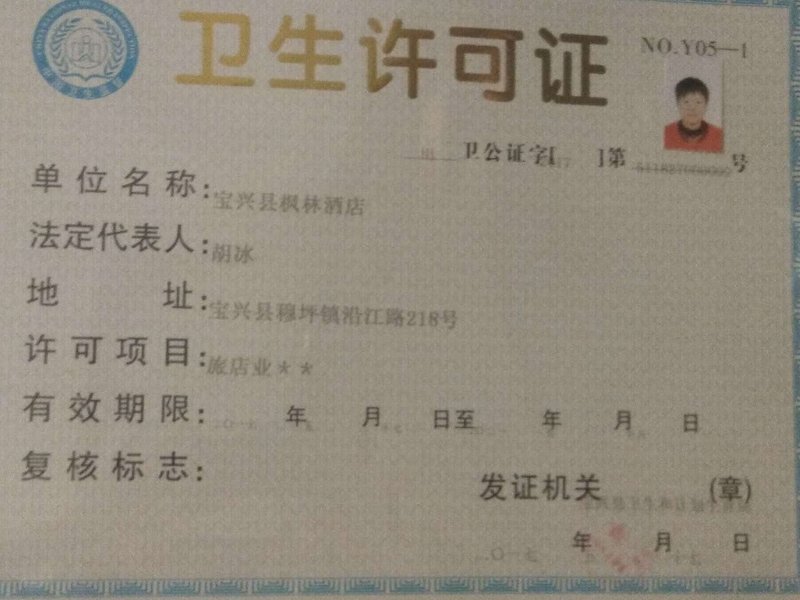 卫生许可证
NO.Y05—1
卫公证字[ ]第 号
单位名称:宝兴县枫林酒店
法定代表人:胡冰
地 址:宝兴县穆坪镇沿江路218号
许可项目:旅店业**
有效期限: 年 月 日至 年 月 日
复核标志:
发证机关 (章)
年 月 日